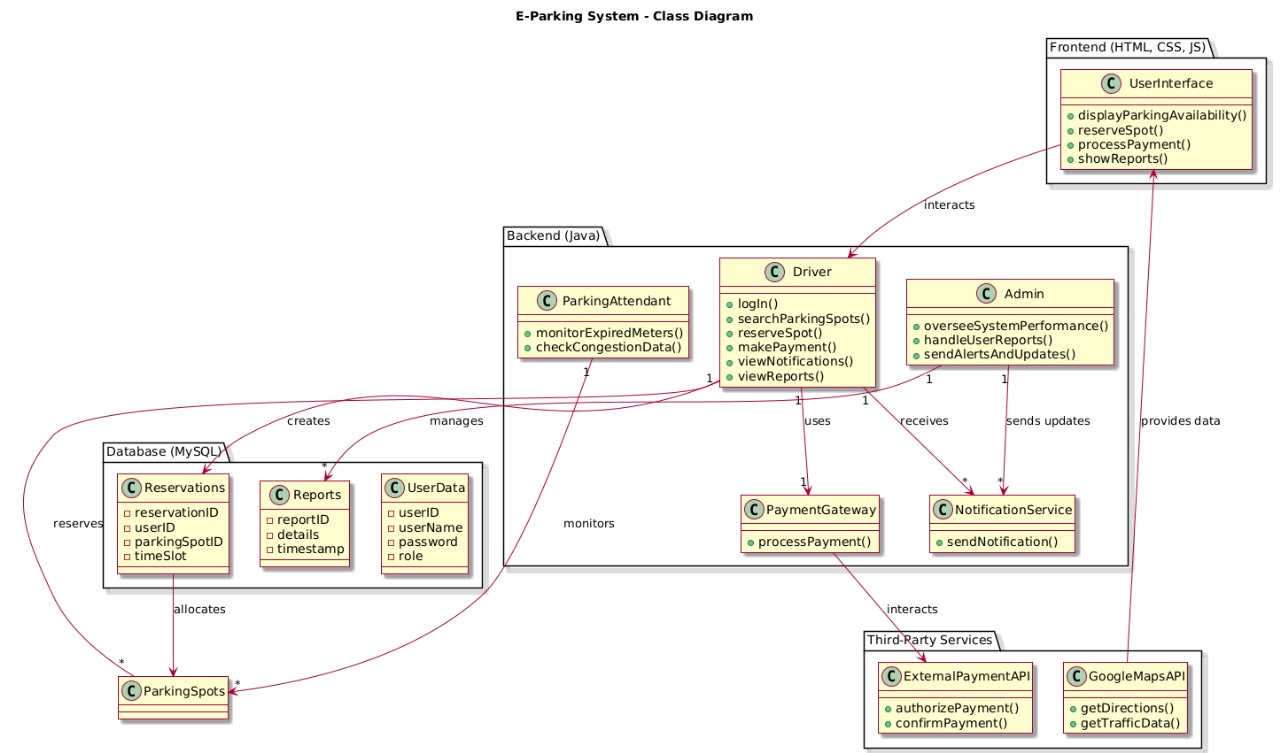 E-Parking System - Class Diagram
Frontend (HTML, CSS, JS)
C UserInterface
displayParkingAvailability()
reserveSpot()
processPayment()
showReports()
interacts
Backend (Java)
C Driver
logIn()
searchParkingSpots()
reserveSpot()
makePayment()
viewNotifications()
viewReports()
C Admin
overseeSystemPerformance()
handleUserReports()
sendAlertsAndUpdates()
C ParkingAttendant
monitorExpiredMeters()
checkCongestionData()
1
1
1
1
1
1
creates
manages
uses
receives
sends updates
provides data
Database (MySQL)
*
1
*
*
C Reservations
reservationID
userID
parkingSpotID
timeSlot
C Reports
reportID
details
timestamp
C UserData
userID
userName
password
role
C PaymentGateway
processPayment()
C NotificationService
sendNotification()
reserves
monitors
allocates
interacts
Third-Party Services
*
*
C ParkingSpots
C ExternalPaymentAPI
authorizePayment()
confirmPayment()
C GoogleMapsAPI
getDirections()
getTrafficData()